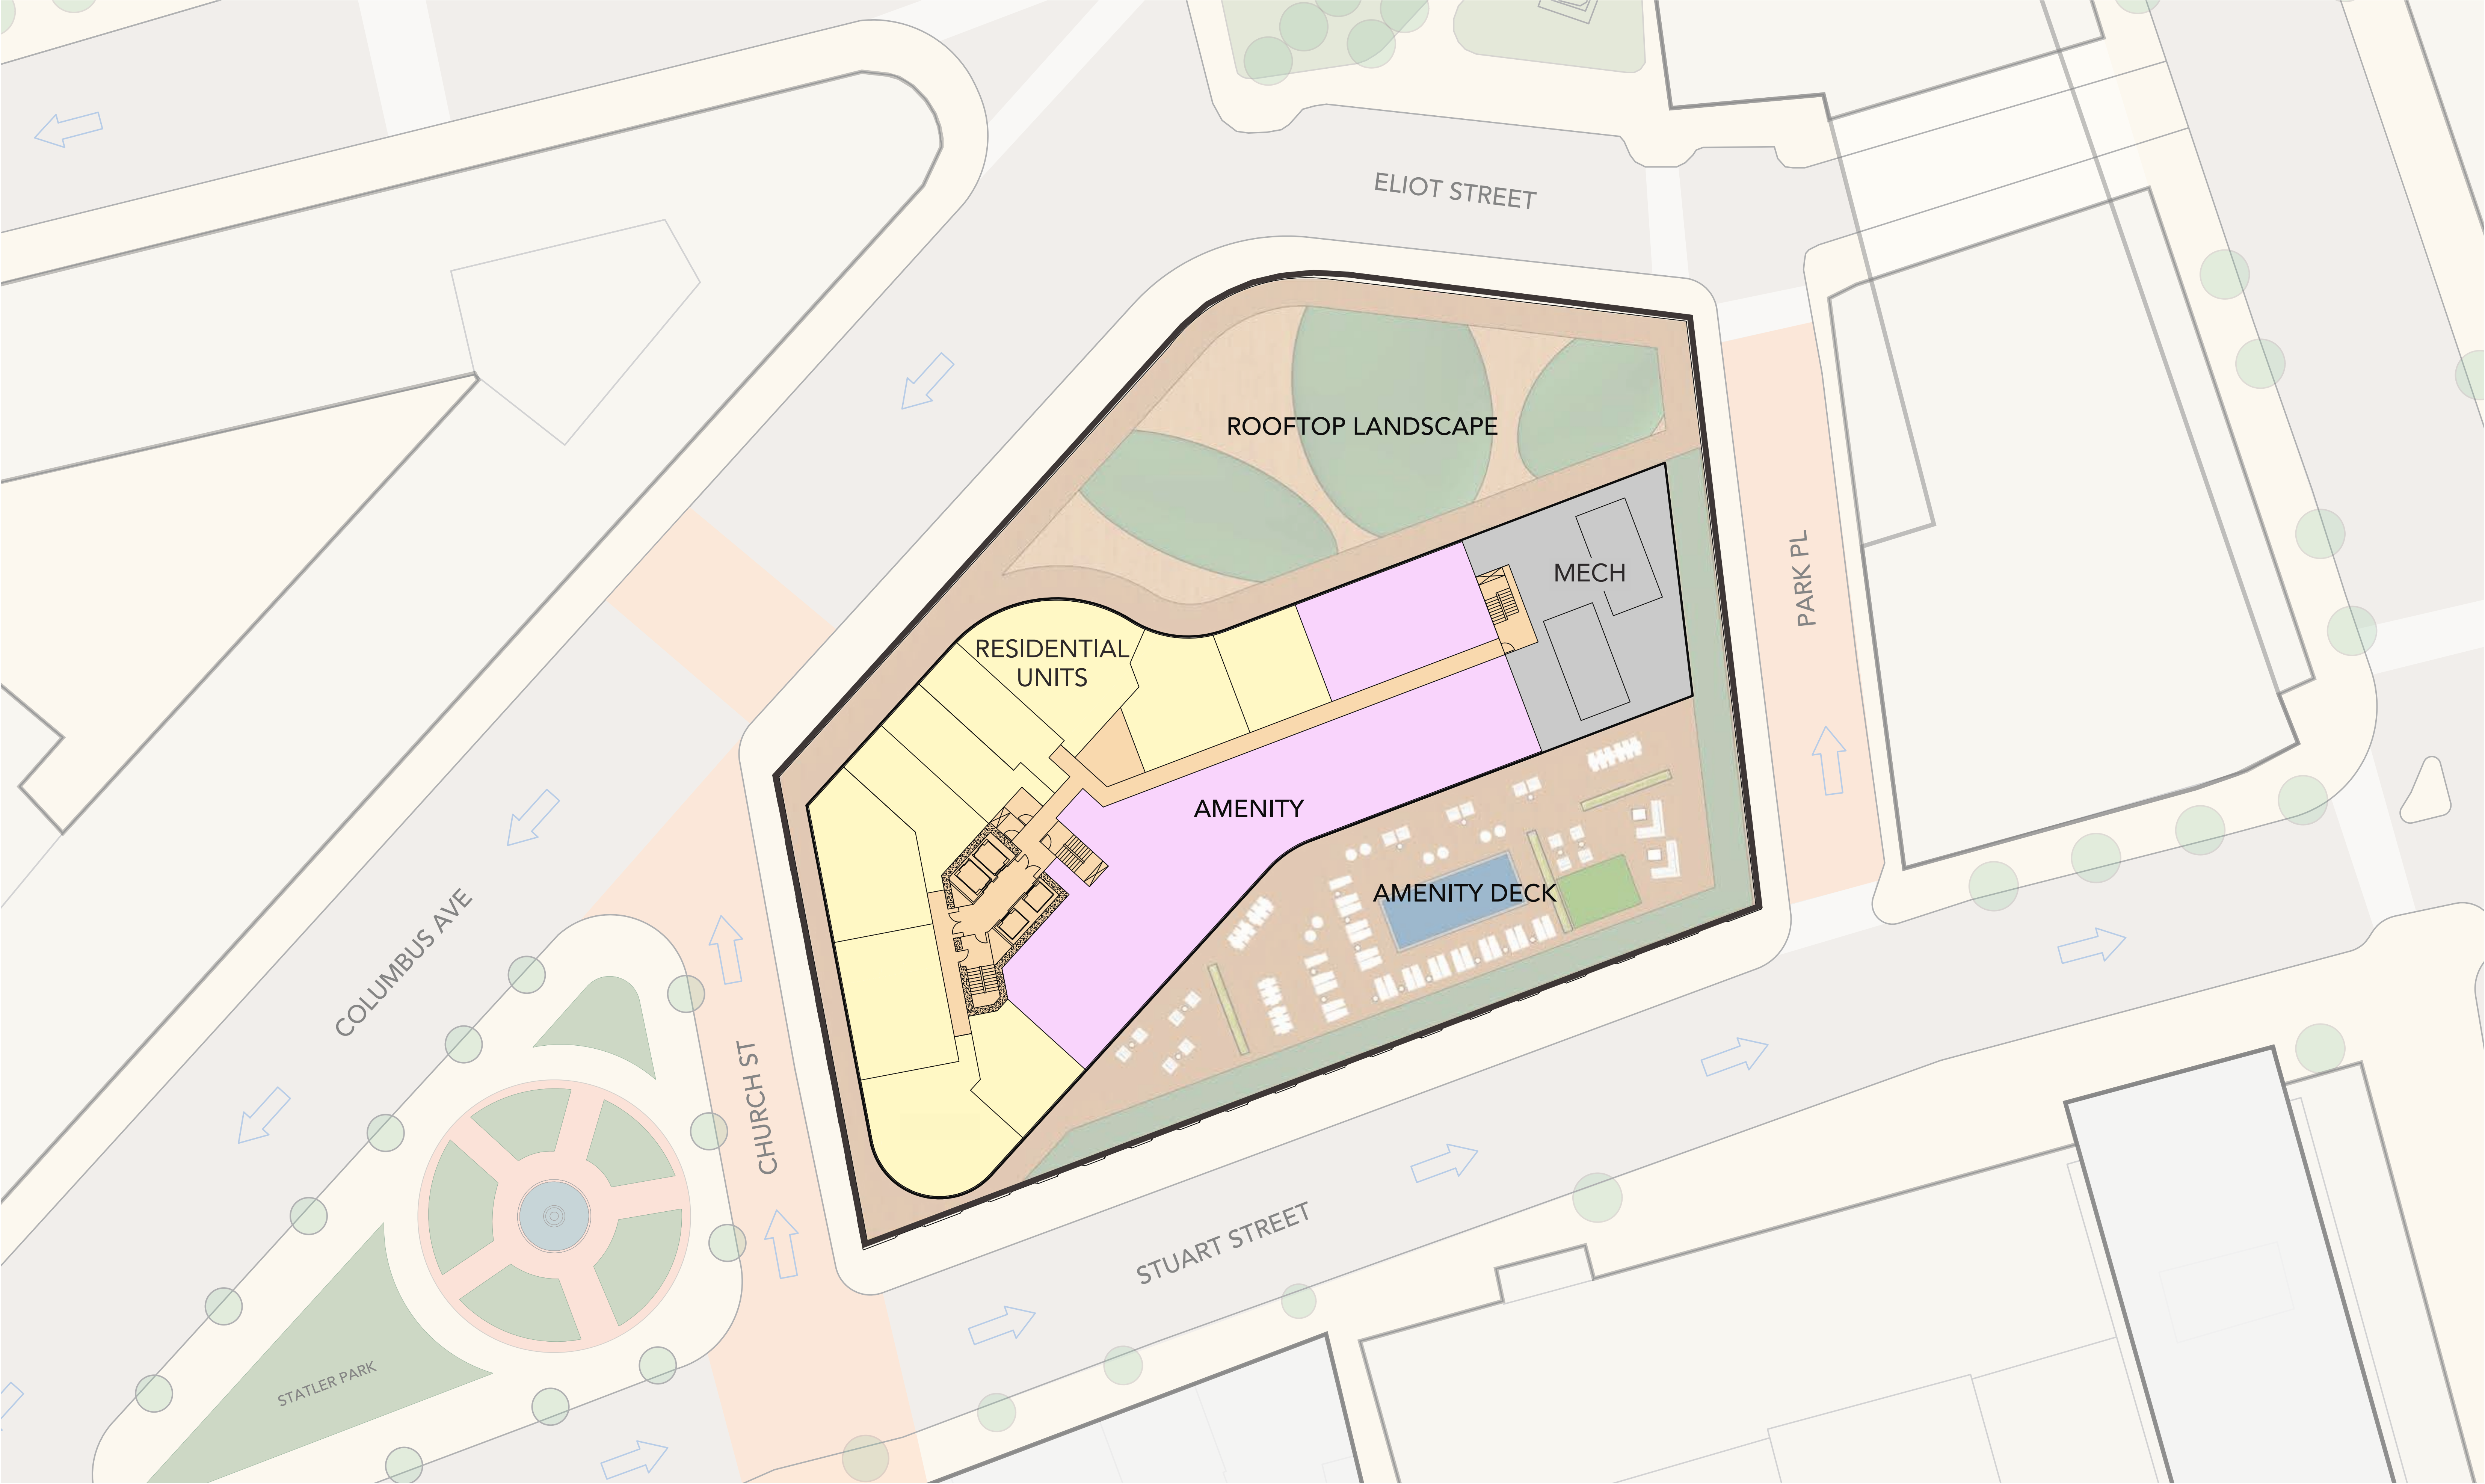 ELIOT STREET
ROOFTOP LANDSCAPE
MECH
PARK PL
RESIDENTIAL
UNITS
AMENITY
AMENITY DECK
COLUMBUS AVE
CHURCH ST
STUART STREET
STATLER PARK